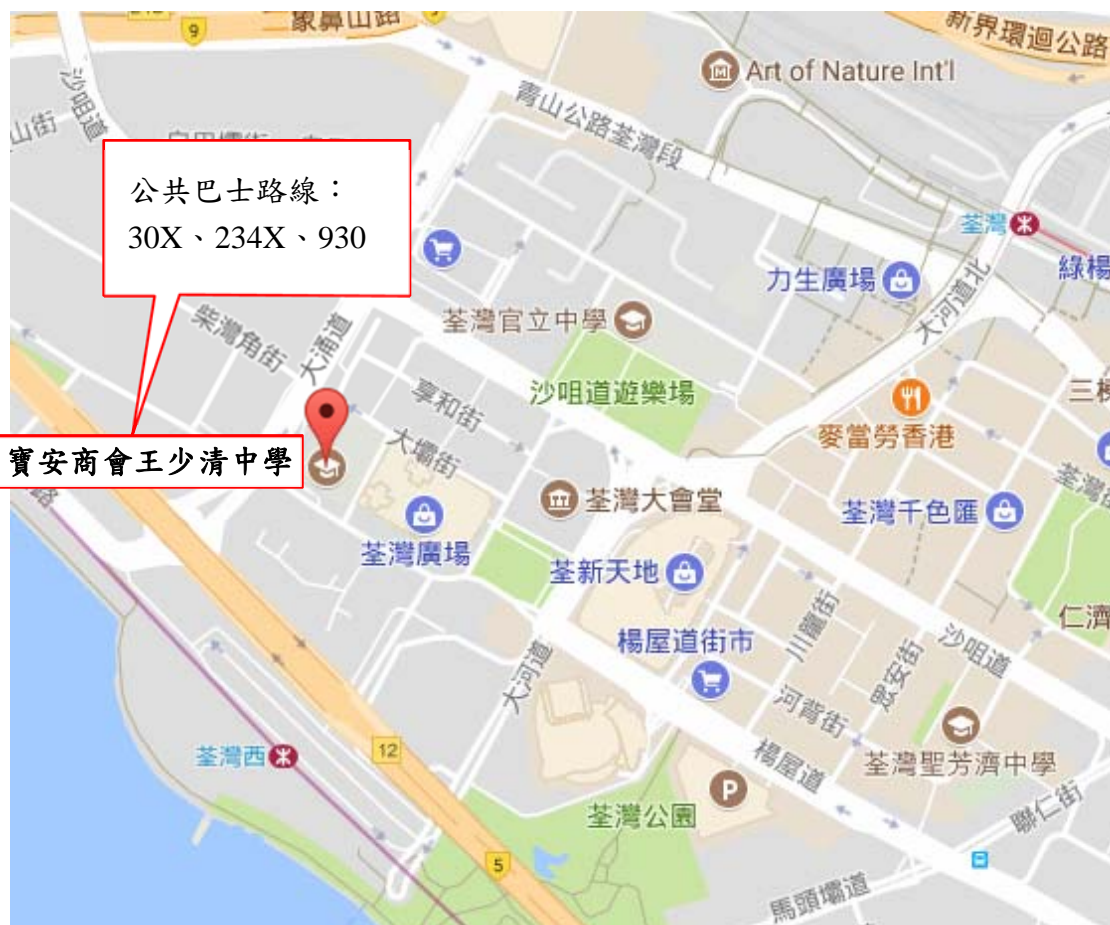 象鼻山路
9
新界環迴公路
Art of Nature Int'l
沙咀道
山街
青山公路荃灣段
公共巴士路線：
30X、234X、930
荃灣
綠楊
力生廣場
大河道北
荃灣官立中學
柴灣角街
大涌道
沙咀道遊樂場
享和街
麥當勞香港
大壩街
寶安商會王少清中學
路
荃灣大會堂
荃灣千色匯
荃灣廣場
荃新天地
仁濟
川龍街
楊屋道街市
沙咀道
眾安街
大河道
河背街
荃灣西
12
楊屋道
荃灣聖芳濟中學
P
荃灣公園
聯仁街
5
馬頭壩道